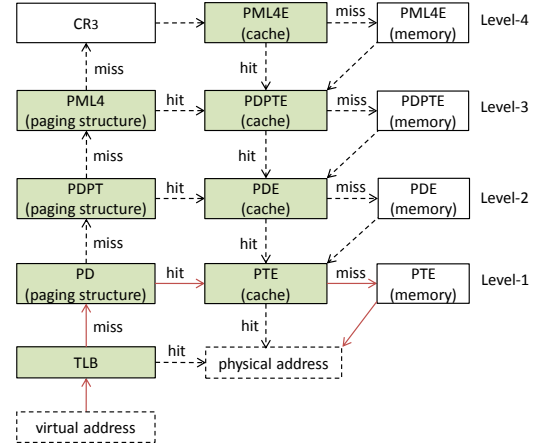 CR3
PML4E
(cache)
miss
PML4E
(memory)
Level-4
miss
hit
PML4
(paging structure)
hit
PDPTE
(cache)
miss
PDPTE
(memory)
Level-3
miss
hit
PDPT
(paging structure)
hit
PDE
(cache)
miss
PDE
(memory)
Level-2
miss
hit
PD
(paging structure)
hit
PTE
(cache)
miss
PTE
(memory)
Level-1
miss
hit
TLB
hit
physical address
virtual address